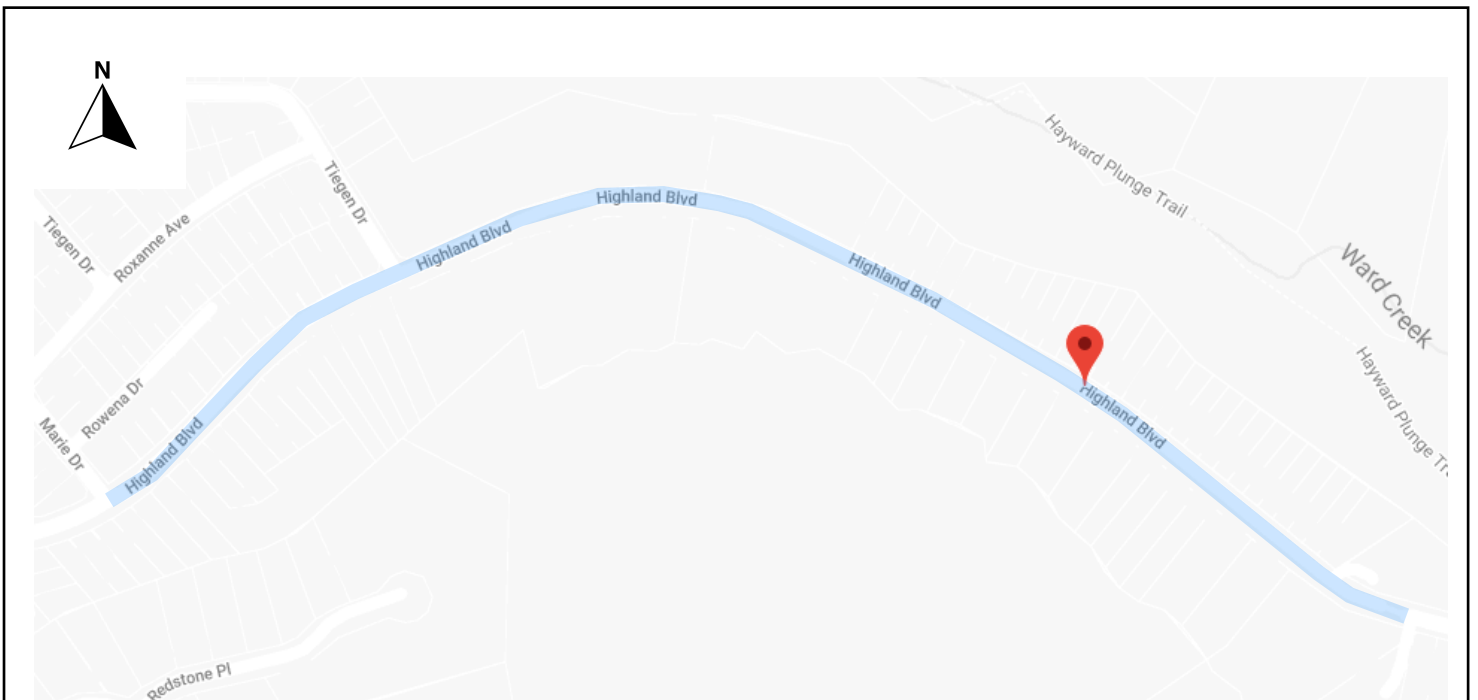 N
Hayward Plunge Trail
Tiegen Dr
Highland Blvd
Roxanne Ave
Tiegen Dr
Highland Blvd
Highland Blvd
Ward Creek
Hayward Plunge
Highland Blvd
Rowena Dr
Marie Dr
Highland Blvd
Redstone Pl